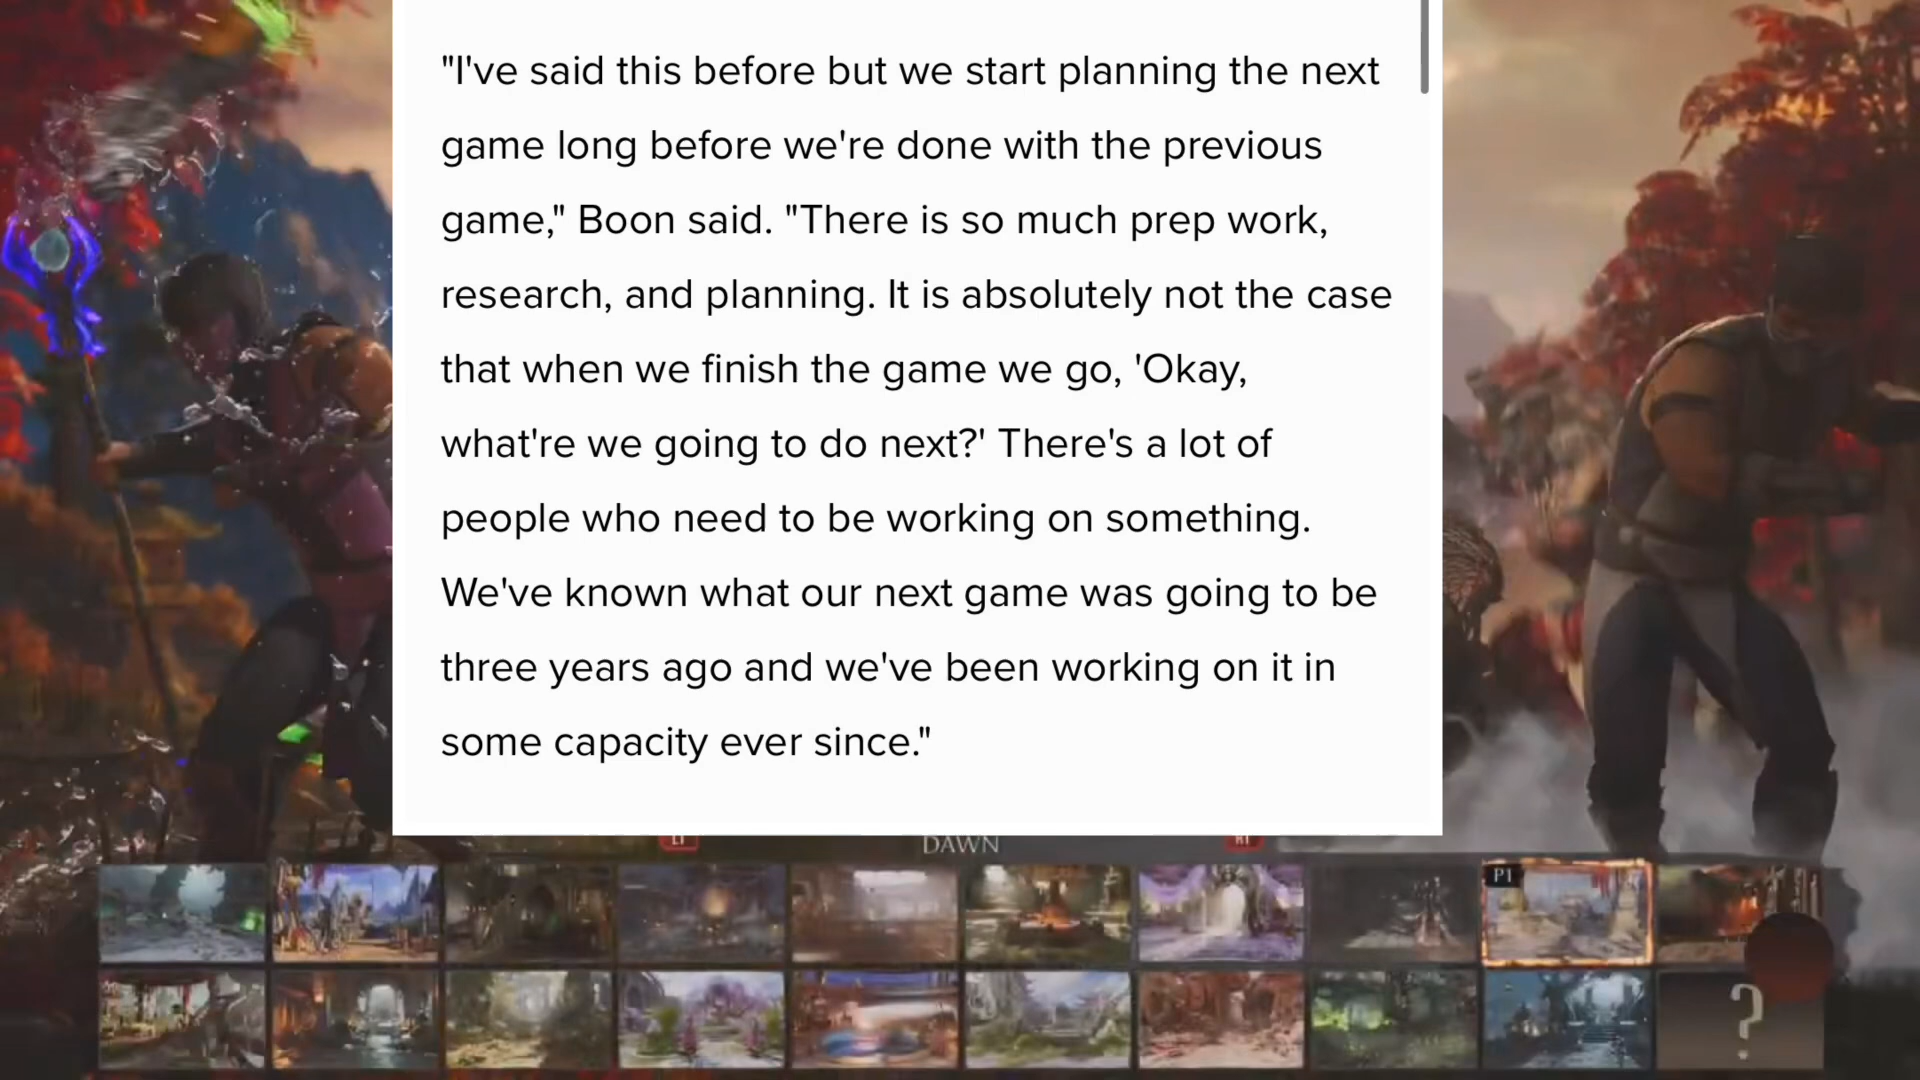 "I've said this before but we start planning the next
game long before we're done with the previous
game," Boon said. "There is so much prep work,
research, and planning. It is absolutely not the case
that when we finish the game we go, 'Okay,
what're we going to do next?' There's a lot of
people who need to be working on something.
We've known what our next game was going to be
three years ago and we've been working on it in
some capacity ever since."
DAWN
P1
?